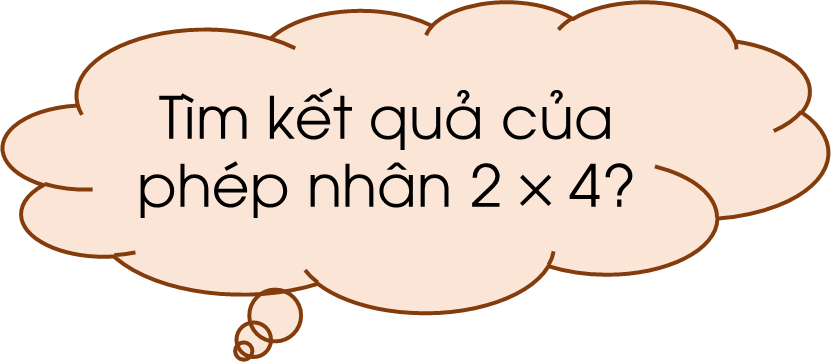 Tìm kết quả của
phép nhân 2 × 4?